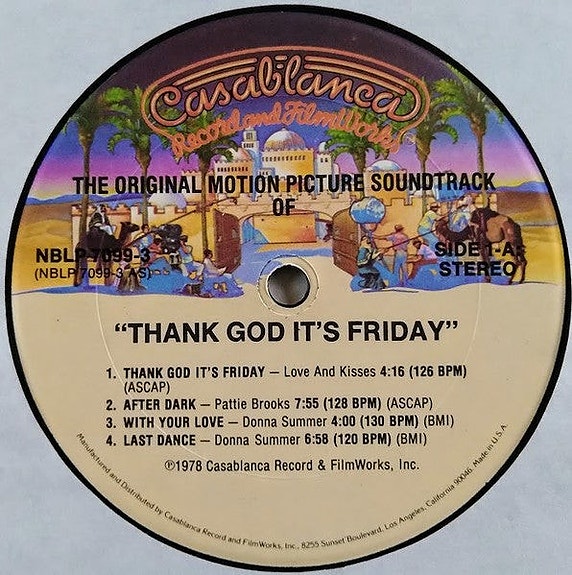 Casablanca
Record and FilmWorks
THE ORIGINAL MOTION PICTURE SOUNDTRACK
OF
NBLP 7099-3
(NBLP 7099-3 AS)
SIDE 1-A
STEREO
“THANK GOD IT'S FRIDAY”
1. THANK GOD IT'S FRIDAY — Love And Kisses 4:16 (126 BPM)
(ASCAP)
2. AFTER DARK — Pattie Brooks 7:55 (128 BPM) (ASCAP)
3. WITH YOUR LOVE — Donna Summer 4:00 (130 BPM) (BMI)
4. LAST DANCE — Donna Summer 6:58 (120 BPM) (BMI)
℗1978 Casablanca Record & FilmWorks, Inc.
Manufactured and Distributed by Casablanca Record and FilmWorks, Inc., 8255 Sunset Boulevard, Los Angeles, California 90046. Made in U.S.A.